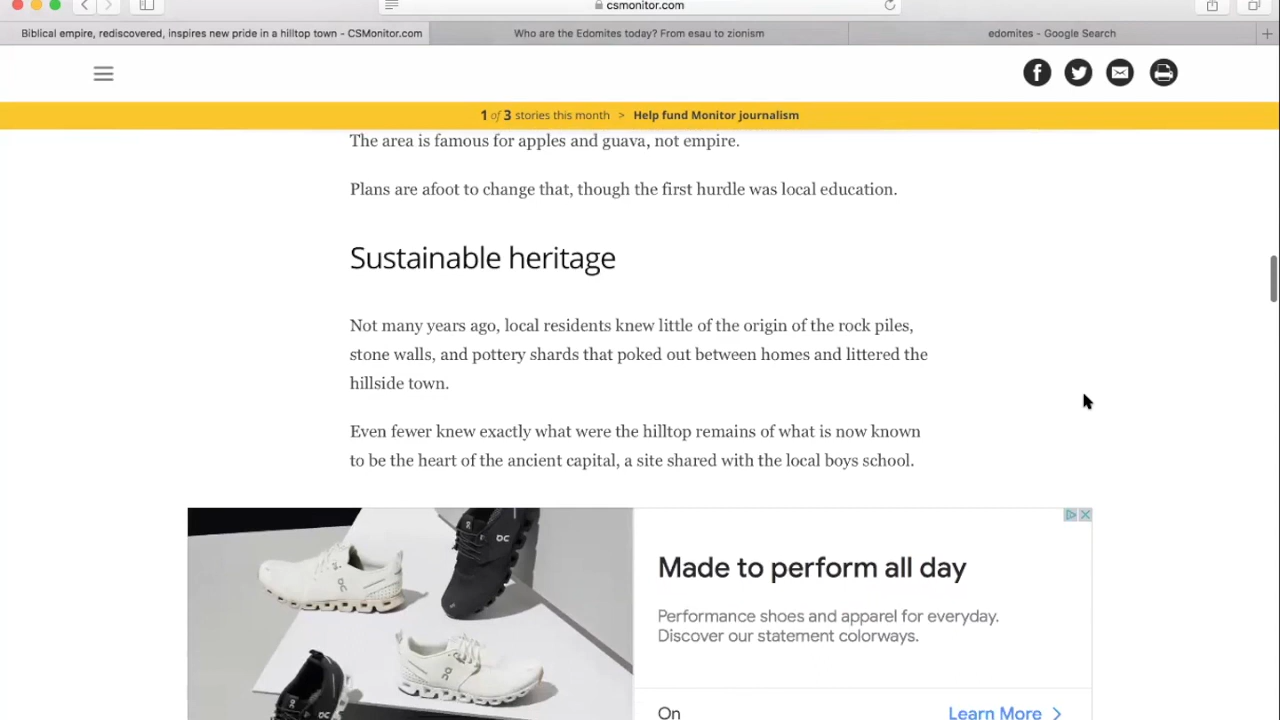 csmonitor.com
Biblical empire, rediscovered, inspires new pride in a hilltop town - CSMonitor.com
Who are the Edomites today? From esau to zionism
edomites - Google Search
1 of 3 stories this month > Help fund Monitor journalism
The area is famous for apples and guava, not empire.
Plans are afoot to change that, though the first hurdle was local education.
Sustainable heritage
Not many years ago, local residents knew little of the origin of the rock piles,
stone walls, and pottery shards that poked out between homes and littered the
hillside town.
Even fewer knew exactly what were the hilltop remains of what is now known
to be the heart of the ancient capital, a site shared with the local boys school.
Made to perform all day
Performance shoes and apparel for everyday.
Discover our statement colorways.
On
Learn More